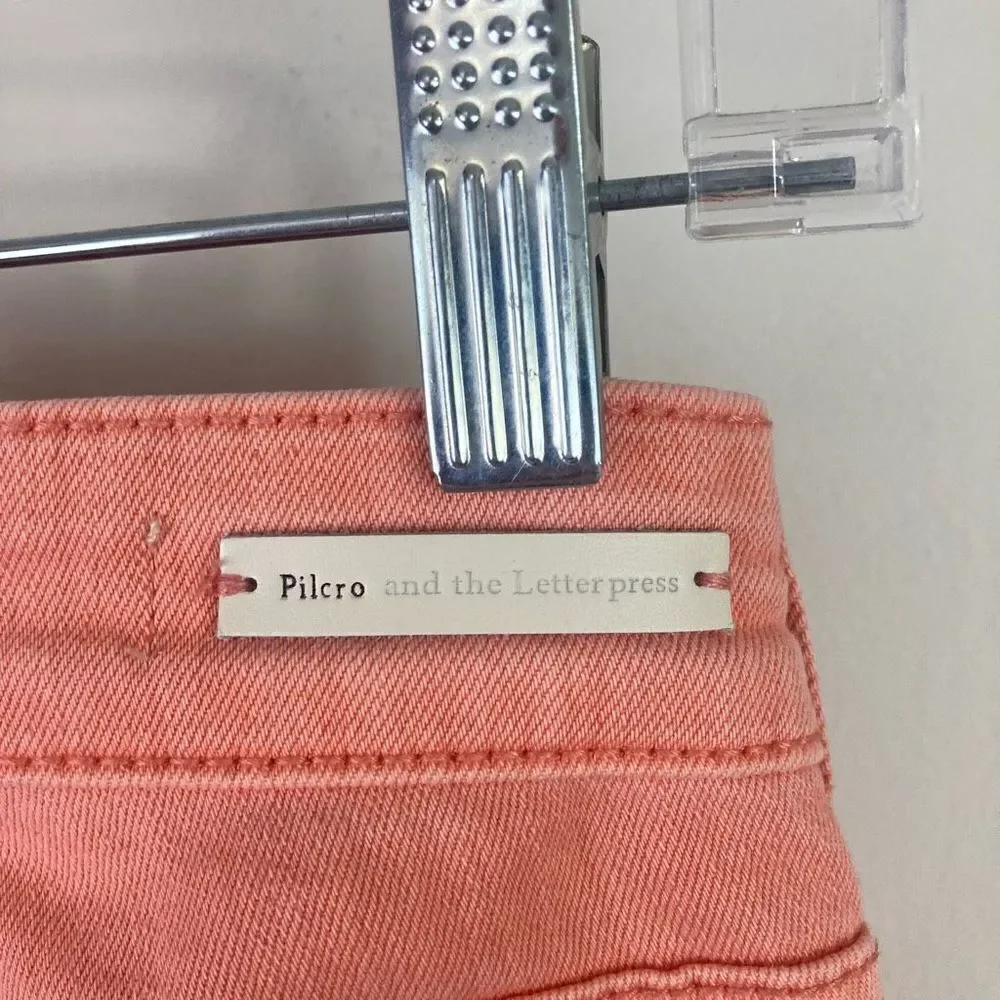 Pilcro and the Letterpress